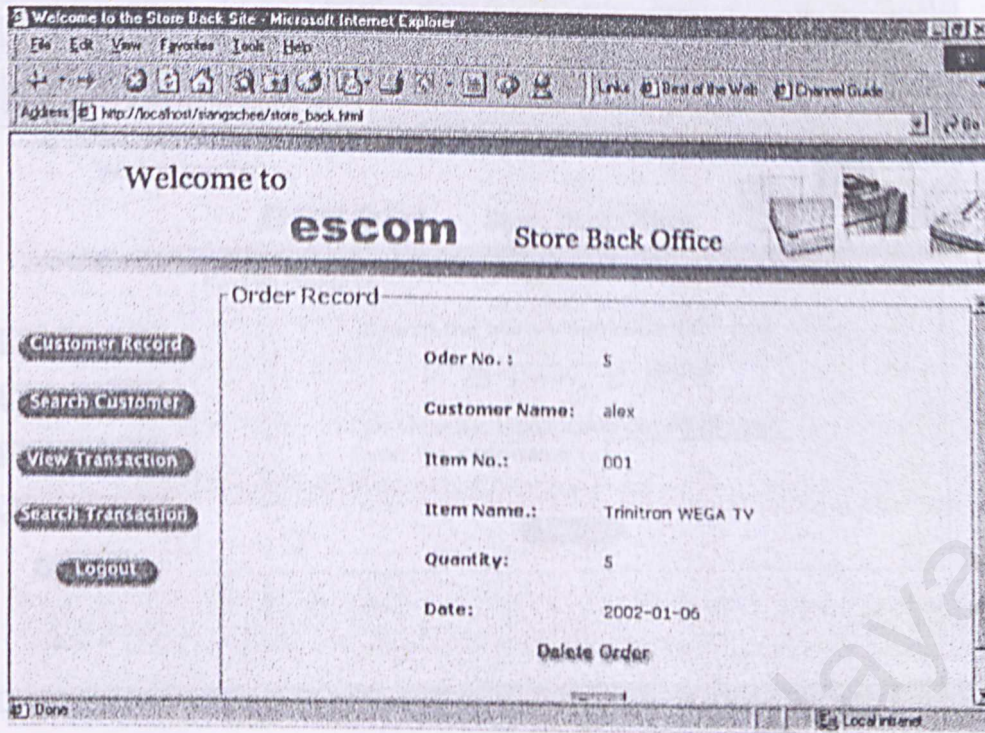 Welcome to the Store Back Site - Microsoft Internet Explorer
File Edit View Favorites Tools Help
Links Best of the Web Channel Guide
Address http://localhost/siangschee/store_back.html Go
Welcome to
escom Store Back Office
Order Record
Customer Record
Search Customer
View Transaction
Search Transaction
Logout
Oder No. : 5
Customer Name: alex
Item No.: 001
Item Name.: Trinitron WEGA TV
Quantity: 5
Date: 2002-01-06
Delete Order
Done Local intranet